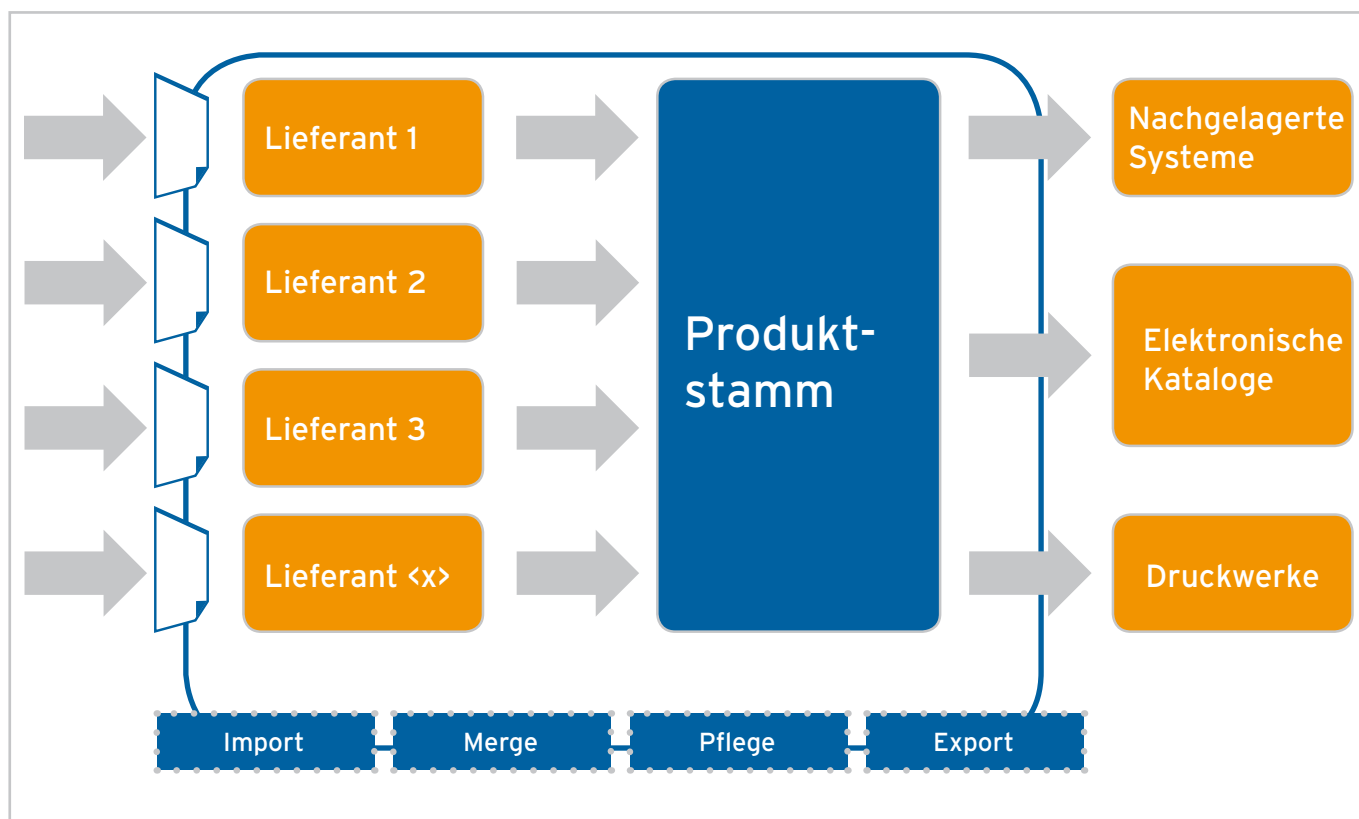 Lieferant 1
Lieferant 2
Lieferant 3
Lieferant <x>
Produkt-
stamm
Nachgelagerte
Systeme
Elektronische
Kataloge
Druckwerke
Import
Merge
Pflege
Export